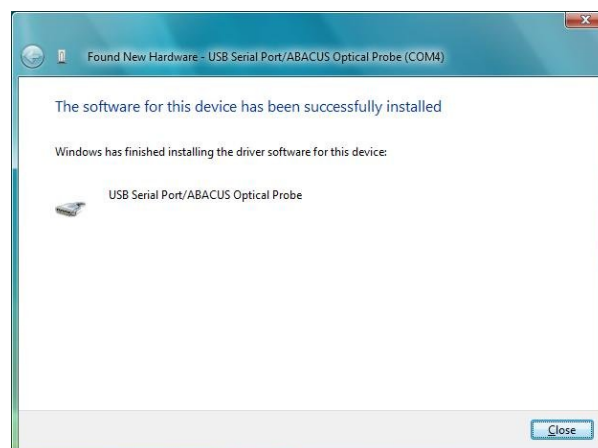 Found New Hardware - USB Serial Port/ABACUS Optical Probe (COM4)
The software for this device has been successfully installed
Windows has finished installing the driver software for this device:
USB Serial Port/ABACUS Optical Probe
Close